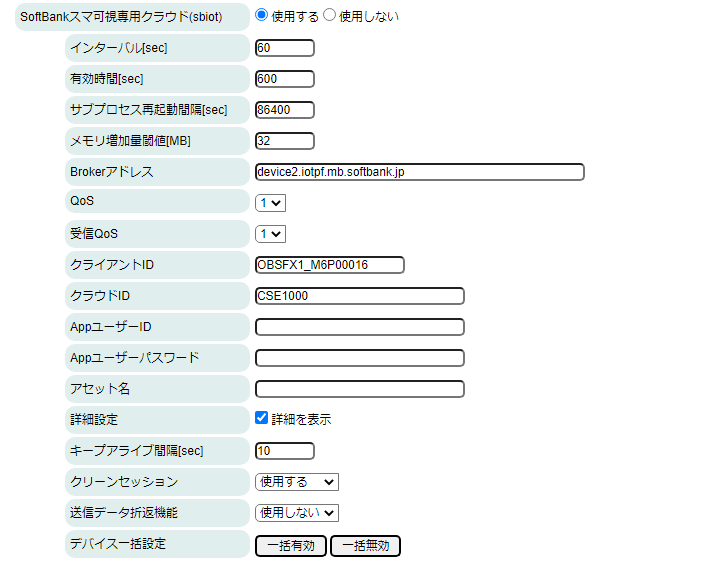 SoftBankスマ可視専用クラウド(sbiot) 使用する 使用しない
インターバル[sec] 60
有効時間[sec] 600
サブプロセス再起動間隔[sec] 86400
メモリ増加量閾値[MB] 32
Brokerアドレス device2.iotpf.mb.softbank.jp
QoS 1
受信QoS 1
クライアントID OBSFX1_M6P00016
クラウドID CSE1000
AppユーザーID
Appユーザーパスワード
アセット名
詳細設定 詳細を表示
キープアライブ間隔[sec] 10
クリーンセッション 使用する
送信データ折返機能 使用しない
デバイス一括設定 一括有効 一括無効